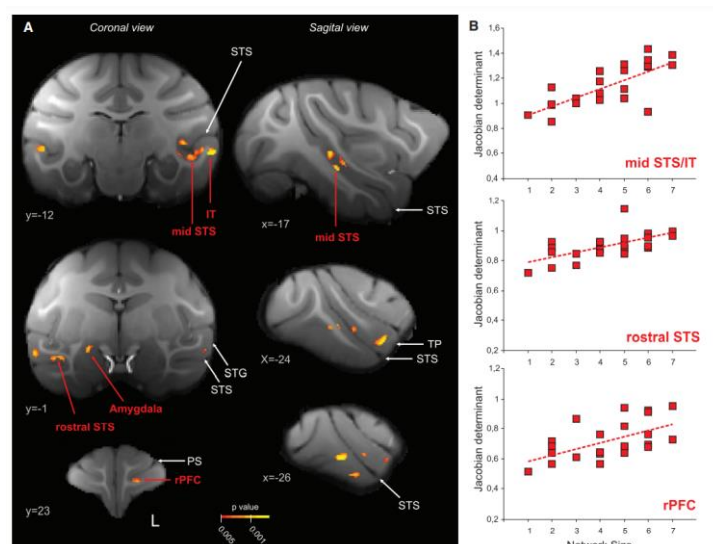 A
Coronal view
Sagital view
STS
IT
mid STS
y=-12
STS
mid STS
x=-17
STG
STS
Amygdala
rostral STS
y=-1
TP
STS
X=-24
PS
rPFC
y=23
L
p value
0.005
0.001
STS
x=-26
B
Jacobian determinant
1,6
1,4
1,2
1
0,8
0,6
0,4
1 2 3 4 5 6 7
mid STS/IT
Jacobian determinant
1,2
1
0,8
0,6
0,4
0,2
1 2 3 4 5 6 7
rostral STS
Jacobian determinant
1,2
1
0,8
0,6
0,4
0,2
1 2 3 4 5 6 7
rPFC
Network Size